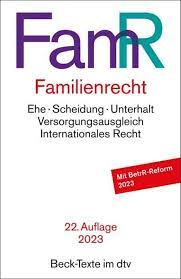 FamR
Familienrecht
Ehe · Scheidung · Unterhalt
Versorgungsausgleich
Internationales Recht
Mit BetrR-Reform
2023
22. Auflage
2023
Beck-Texte im dtv